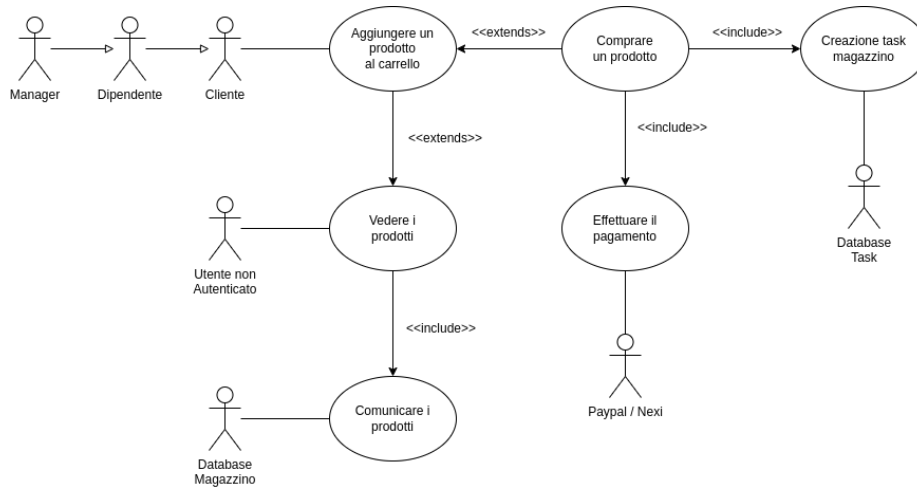 Aggiungere un
prodotto
al carrello
<<extends>>
Comprare
un prodotto
<<include>>
Creazione task
magazzino
Manager
Dipendente
Cliente
<<extends>>
<<include>>
Vedere i
prodotti
Effettuare il
pagamento
Database
Task
Utente non
Autenticato
<<include>>
Comunicare i
prodotti
Paypal / Nexi
Database
Magazzino